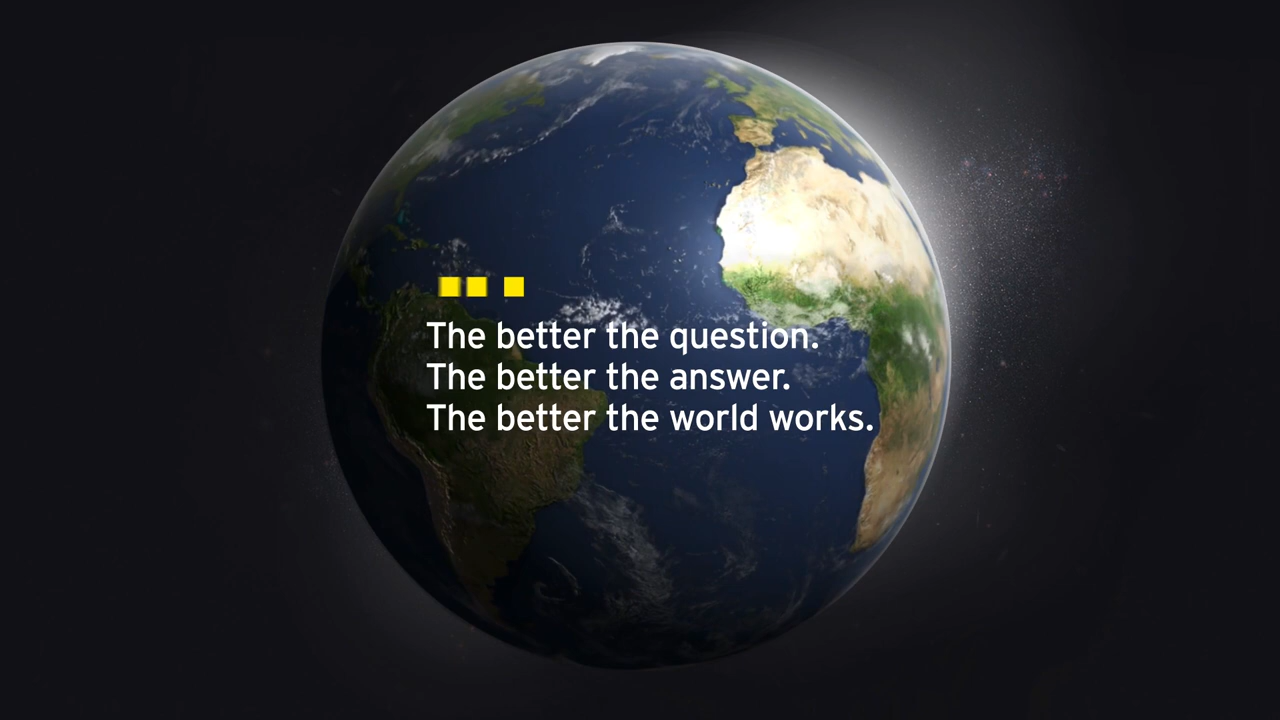 The better the question.
The better the answer.
The better the world works.